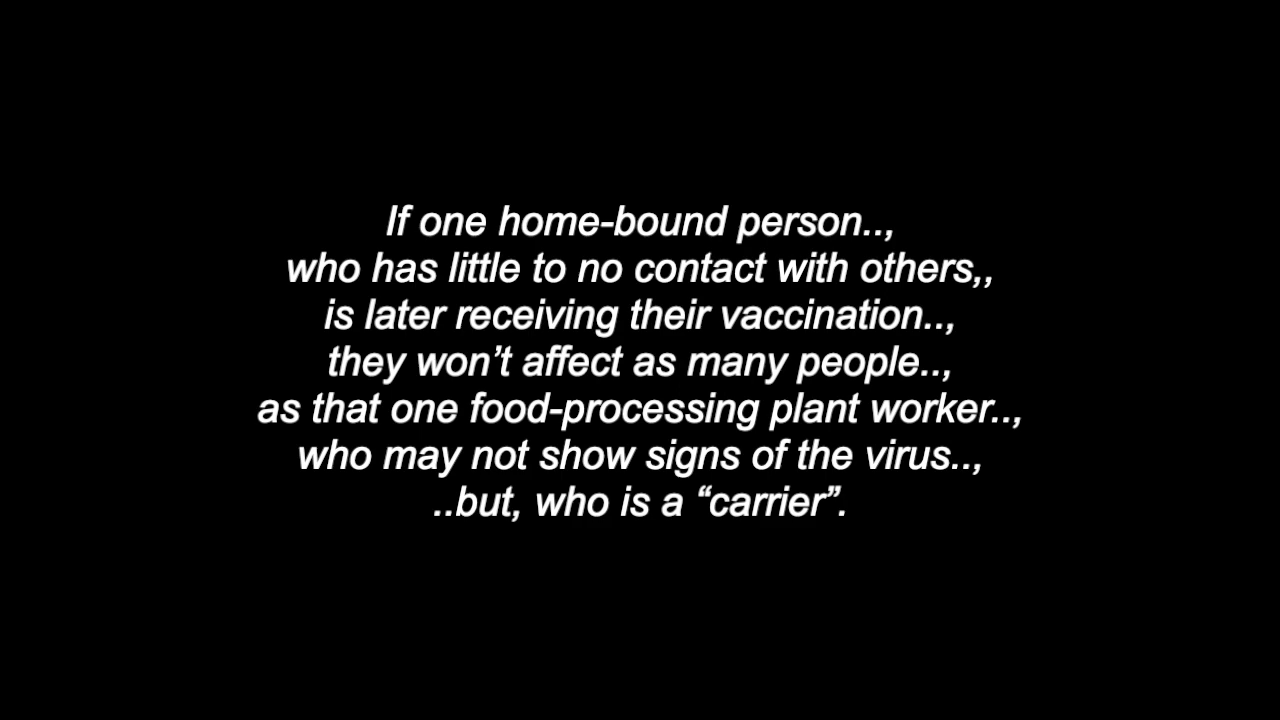 If one home-bound person..,
who has little to no contact with others,,
is later receiving their vaccination..,
they won’t affect as many people..,
as that one food-processing plant worker..,
who may not show signs of the virus..,
..but, who is a “carrier”.